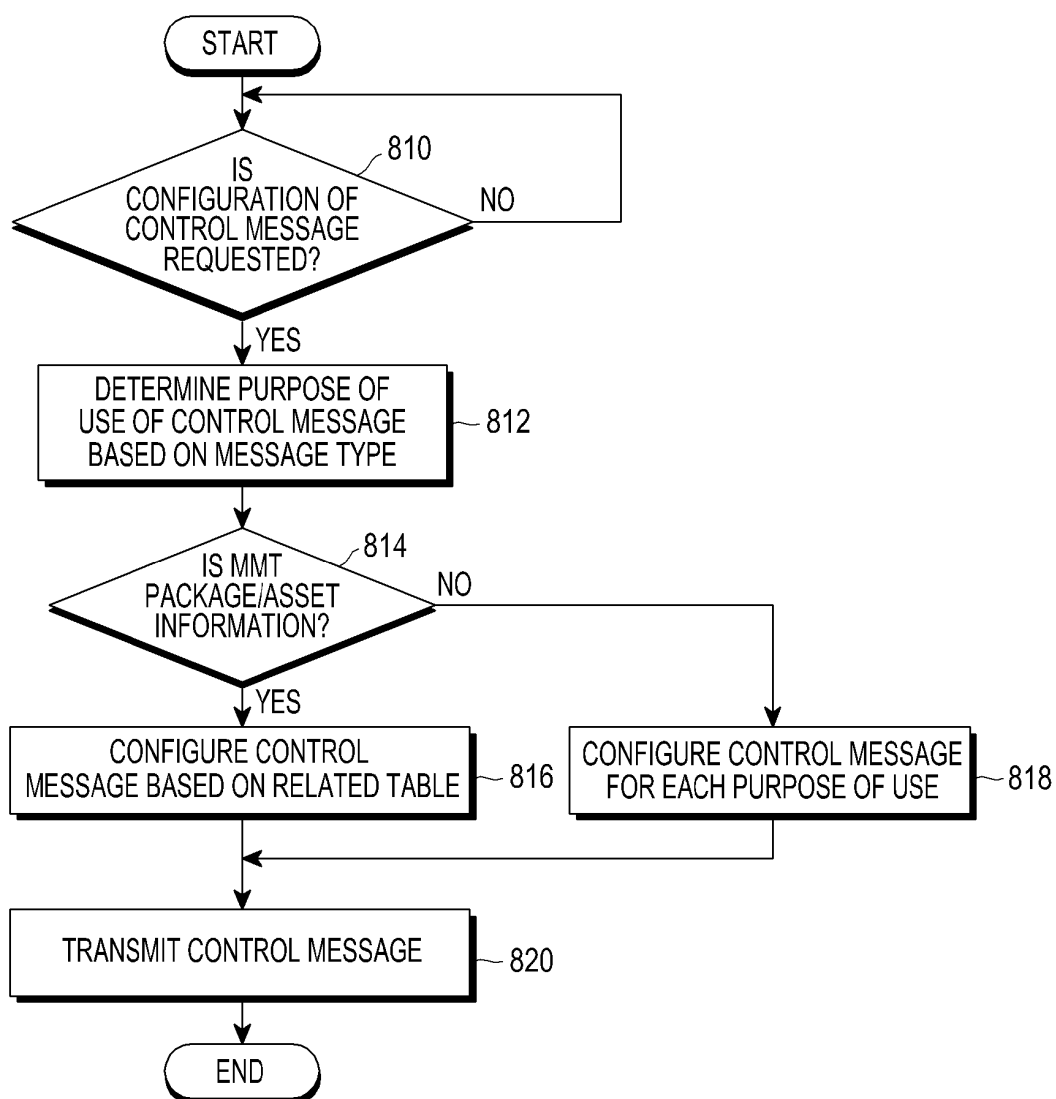 START
IS
CONFIGURATION OF
CONTROL MESSAGE
REQUESTED?
810
NO
YES
DETERMINE PURPOSE OF
USE OF CONTROL MESSAGE
BASED ON MESSAGE TYPE
812
IS MMT
PACKAGE/ASSET
INFORMATION?
814
NO
YES
CONFIGURE CONTROL
MESSAGE BASED ON RELATED TABLE
816
CONFIGURE CONTROL MESSAGE
FOR EACH PURPOSE OF USE
818
TRANSMIT CONTROL MESSAGE
820
END